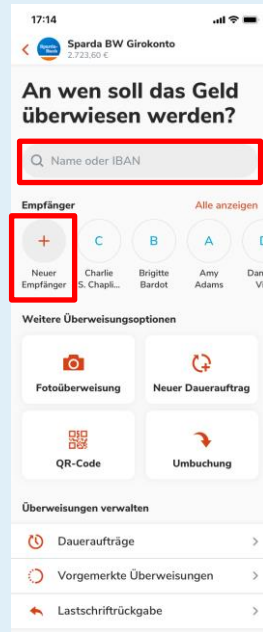 17:14
Sparda BW Girokonto
2.723,60 €
An wen soll das Geld
überwiesen werden?
Name oder IBAN
Empfänger Alle anzeigen
+ C B A D
Neuer Empfänger
Charlie S. Chapli...
Brigitte Bardot
Amy Adams
Weitere Überweisungsoptionen
Fotoüberweisung Neuer Dauerauftrag
QR-Code Umbuchung
Überweisungen verwalten
Daueraufträge
Vorgemerkte Überweisungen
Lastschriftrückgabe